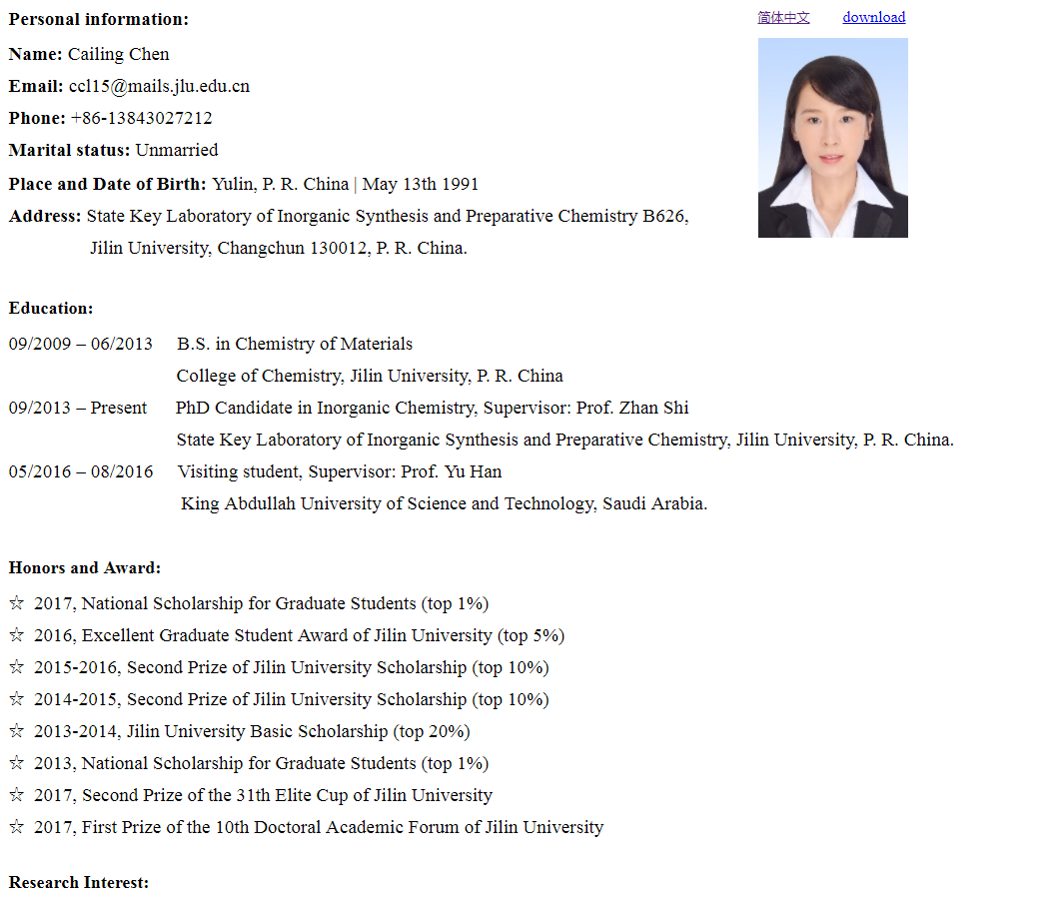 Personal information:
简体中文 download
Name: Cailing Chen
Email: ccl15@mails.jlu.edu.cn
Phone: +86-13843027212
Marital status: Unmarried
Place and Date of Birth: Yulin, P. R. China | May 13th 1991
Address: State Key Laboratory of Inorganic Synthesis and Preparative Chemistry B626,
Jilin University, Changchun 130012, P. R. China.
Education:
09/2009 – 06/2013 B.S. in Chemistry of Materials
College of Chemistry, Jilin University, P. R. China
09/2013 – Present PhD Candidate in Inorganic Chemistry, Supervisor: Prof. Zhan Shi
State Key Laboratory of Inorganic Synthesis and Preparative Chemistry, Jilin University, P. R. China.
05/2016 – 08/2016 Visiting student, Supervisor: Prof. Yu Han
King Abdullah University of Science and Technology, Saudi Arabia.
Honors and Award:
☆ 2017, National Scholarship for Graduate Students (top 1%)
☆ 2016, Excellent Graduate Student Award of Jilin University (top 5%)
☆ 2015-2016, Second Prize of Jilin University Scholarship (top 10%)
☆ 2014-2015, Second Prize of Jilin University Scholarship (top 10%)
☆ 2013-2014, Jilin University Basic Scholarship (top 20%)
☆ 2013, National Scholarship for Graduate Students (top 1%)
☆ 2017, Second Prize of the 31th Elite Cup of Jilin University
☆ 2017, First Prize of the 10th Doctoral Academic Forum of Jilin University
Research Interest: